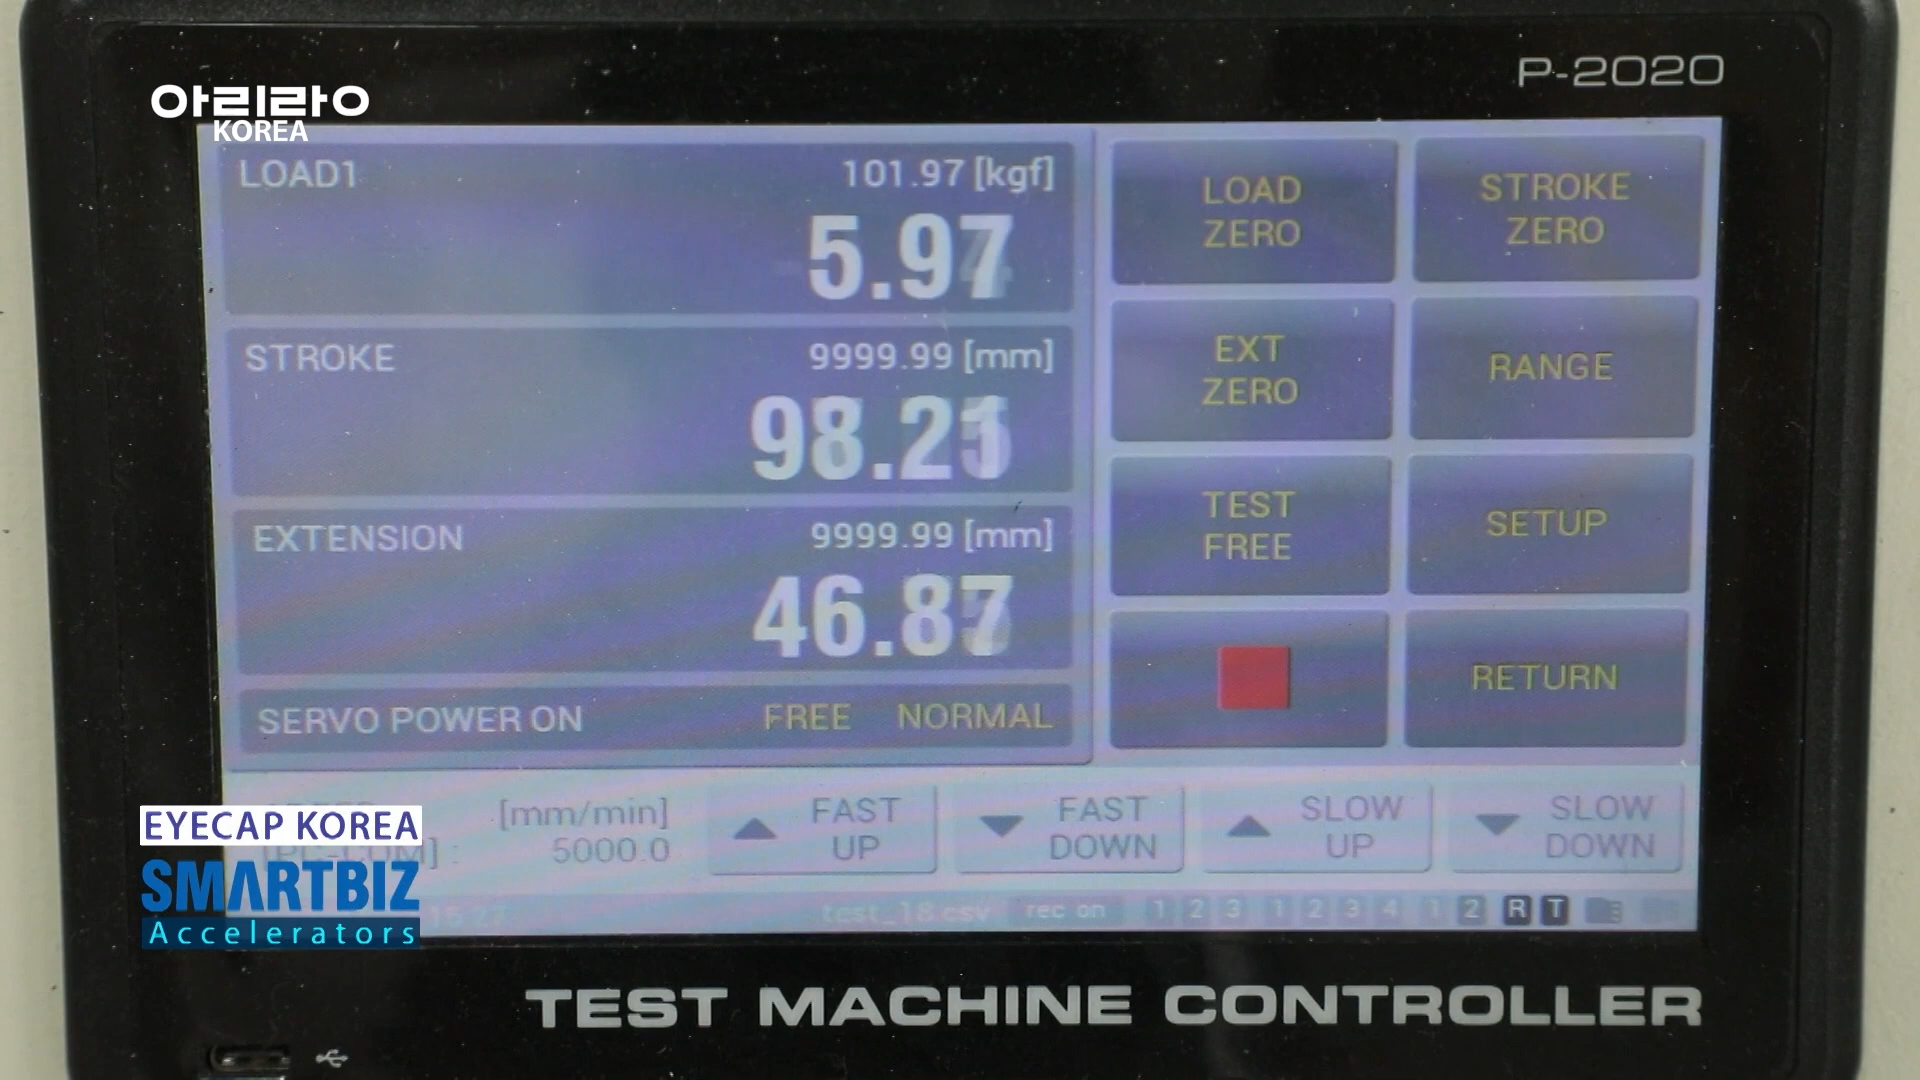 P-2020
아리랑
KOREA
LOAD1
101.97 [kgf]
5.97
STROKE
9999.99 [mm]
98.21
EXTENSION
9999.99 [mm]
46.87
SERVO POWER ON
FREE
NORMAL
LOAD
ZERO
STROKE
ZERO
EXT
ZERO
RANGE
TEST
FREE
SETUP
RETURN
[mm/min]
5000.0
FAST
UP
FAST
DOWN
SLOW
UP
SLOW
DOWN
test_18.csv
rec on
1 2 3 1 2 3 4 1 2 R T
EYECAP KOREA
SMARTBIZ
Accelerators
TEST MACHINE CONTROLLER